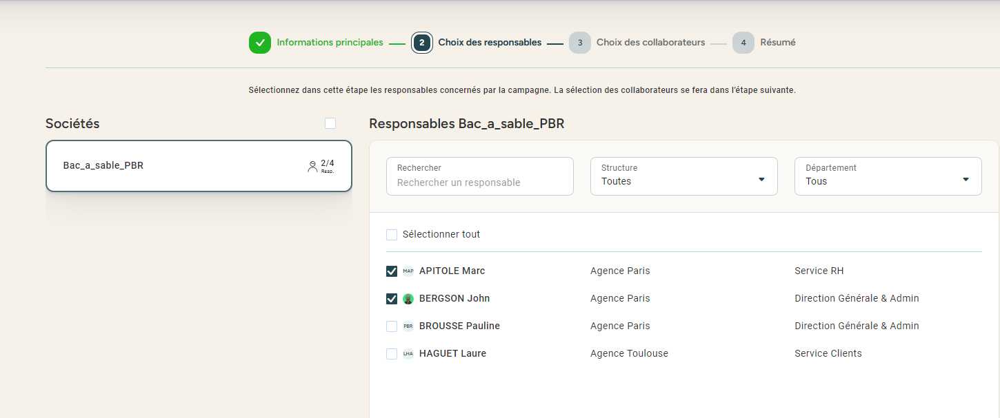 Informations principales
2 Choix des responsables
3 Choix des collaborateurs
4 Résumé
Sélectionnez dans cette étape les responsables concernés par la campagne. La sélection des collaborateurs se fera dans l'étape suivante.
Sociétés
Bac_a_sable_PBR
2/4
Resp.
Responsables Bac_a_sable_PBR
Rechercher
Rechercher un responsable
Structure
Toutes
Département
Tous
Sélectionner tout
MAP APITOLE Marc Agence Paris Service RH
BERGSON John Agence Paris Direction Générale & Admin
PBR BROUSSE Pauline Agence Paris Direction Générale & Admin
LHA HAGUET Laure Agence Toulouse Service Clients